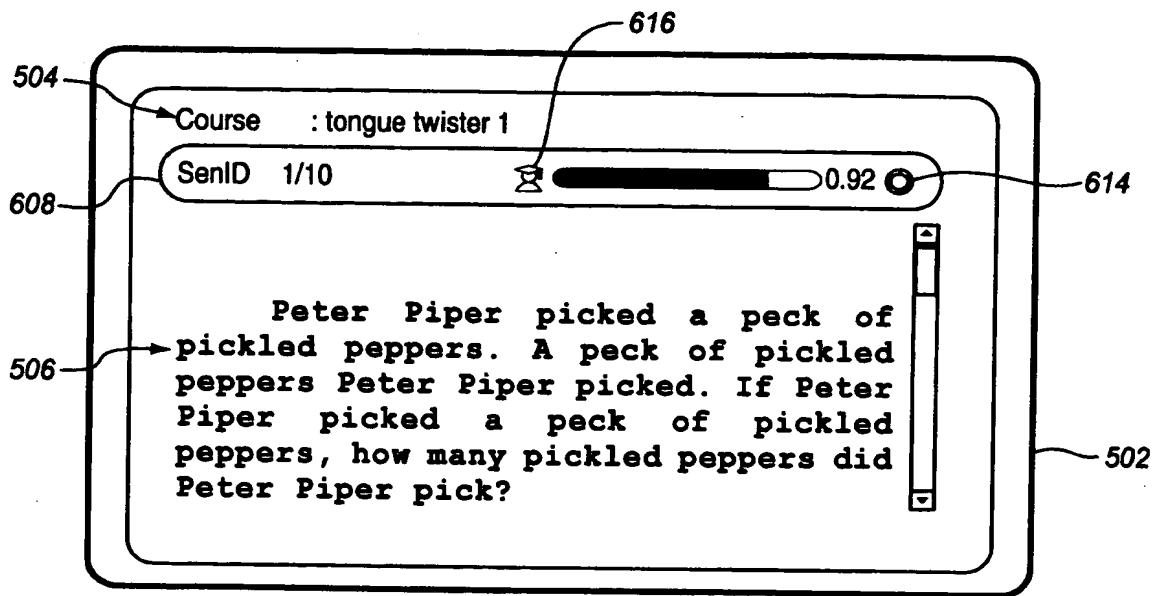 616
504
Course : tongue twister 1
SenID 1/10 0.92
608
614
Peter Piper picked a peck of
pickled peppers. A peck of pickled
506
peppers Peter Piper picked. If Peter
Piper picked a peck of pickled
peppers, how many pickled peppers did
502
Peter Piper pick?